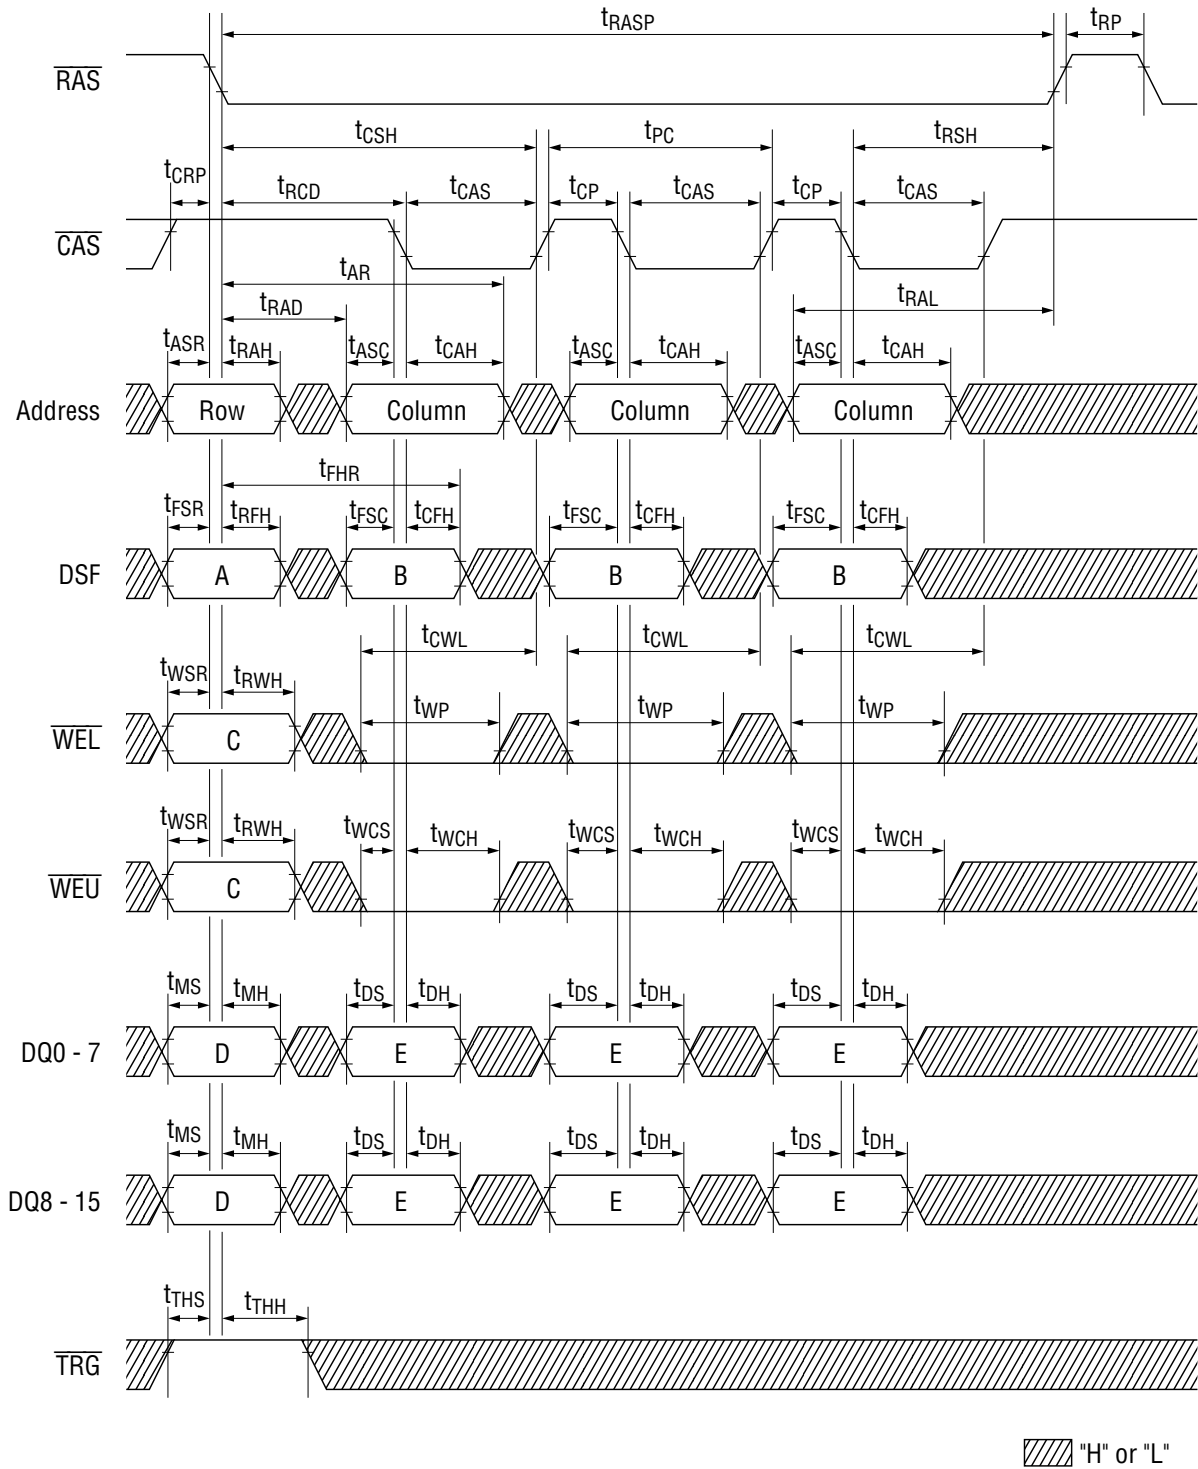 tRASP tRP
RAS
tCSH tPC tRSH
tCRP tRCD tCAS tCP tCAS tCP tCAS
CAS
tAR
tRAD tRAL
tASR tRAH tASC tCAH tASC tCAH tASC tCAH
Address Row Column Column Column
tFHR
tFSR tRFH tFSC tCFH tFSC tCFH tFSC tCFH
DSF A B B B
tCWL tCWL tCWL
tWSR tRWH tWP tWP tWP
WEL C
tWSR tRWH tWCS tWCH tWCS tWCH tWCS tWCH
WEU C
tMS tMH tDS tDH tDS tDH tDS tDH
DQ0 - 7 D E E E
tMS tMH tDS tDH tDS tDH tDS tDH
DQ8 - 15 D E E E
tTHS tTHH
TRG
"H" or "L"